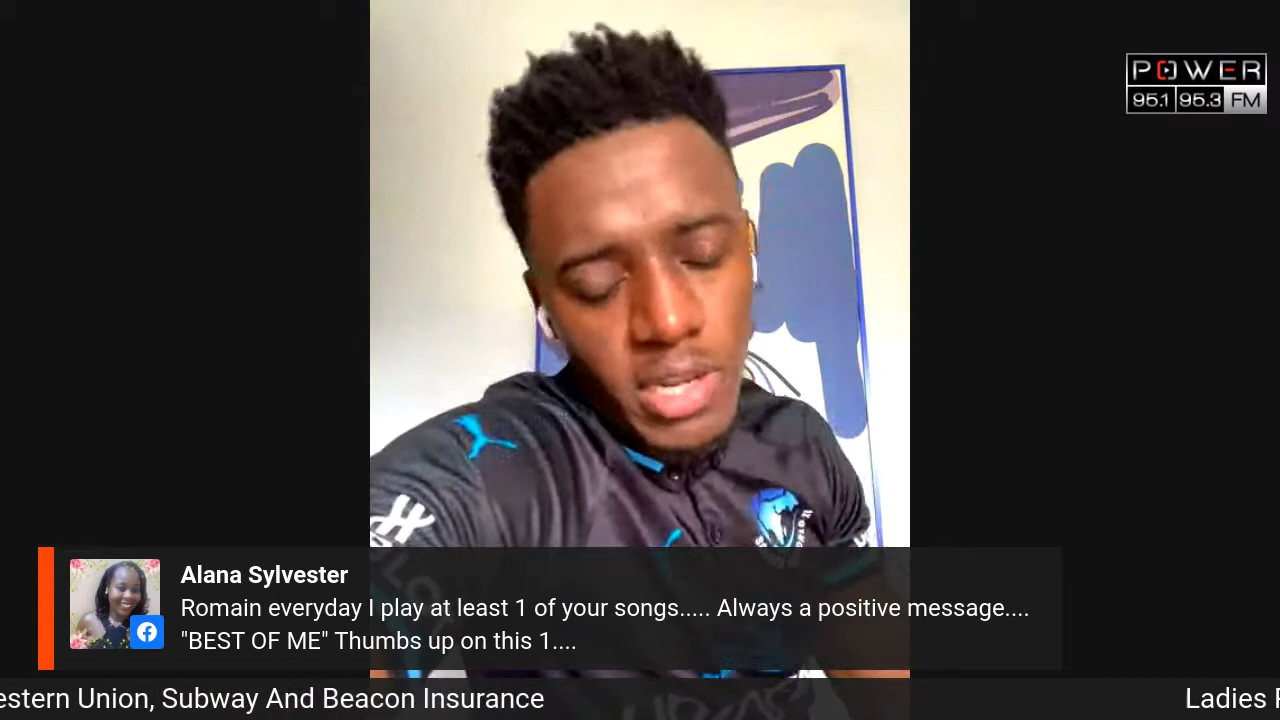 POWER
95.1 95.3 FM
Alana Sylvester
Romain everyday I play at least 1 of your songs..... Always a positive message....
"BEST OF ME" Thumbs up on this 1....
estern Union, Subway And Beacon Insurance
Ladies